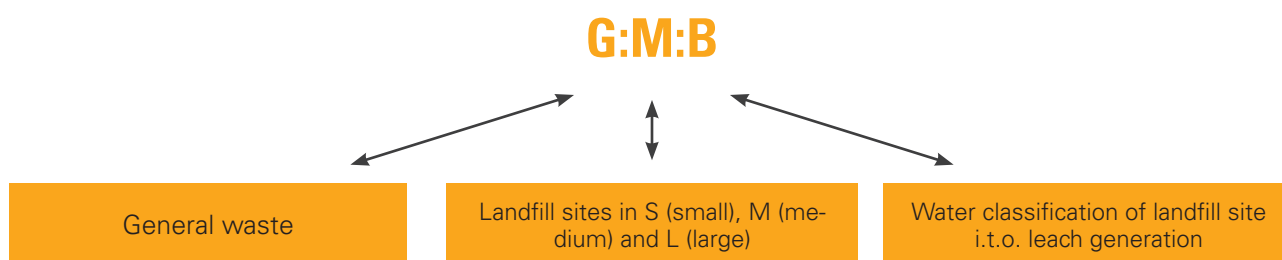 G:M:B
General waste
Landfill sites in S (small), M (me-
dium) and L (large)
Water classification of landfill site
i.t.o. leach generation